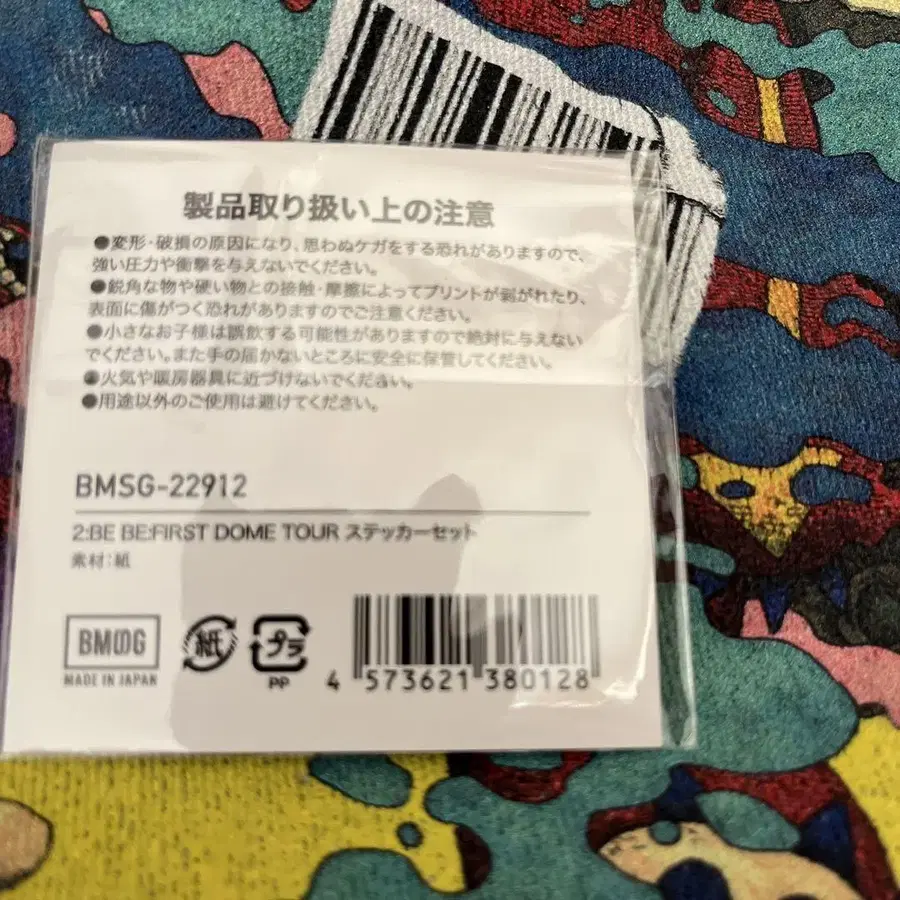 製品取り扱い上の注意
●変形・破損の原因になり、思わぬケガをする恐れがありますので、
強い圧力や衝撃を与えないでください。
●鋭角な物や硬い物との接触・摩擦によってプリントが剥がれたり、
表面に傷がつく恐れがありますのでご注意ください。
●小さなお子様は誤飲する可能性がありますので絶対に与えない
でください。また手の届かないところに安全に保管してください。
●火気や暖房器具に近づけないでください。
●用途以外のご使用は避けてください。
BMSG-22912
2:BE BE:FIRST DOME TOUR ステッカーセット
素材:紙
BMSG
MADE IN JAPAN
紙
プラ
PP
4 573621 380128